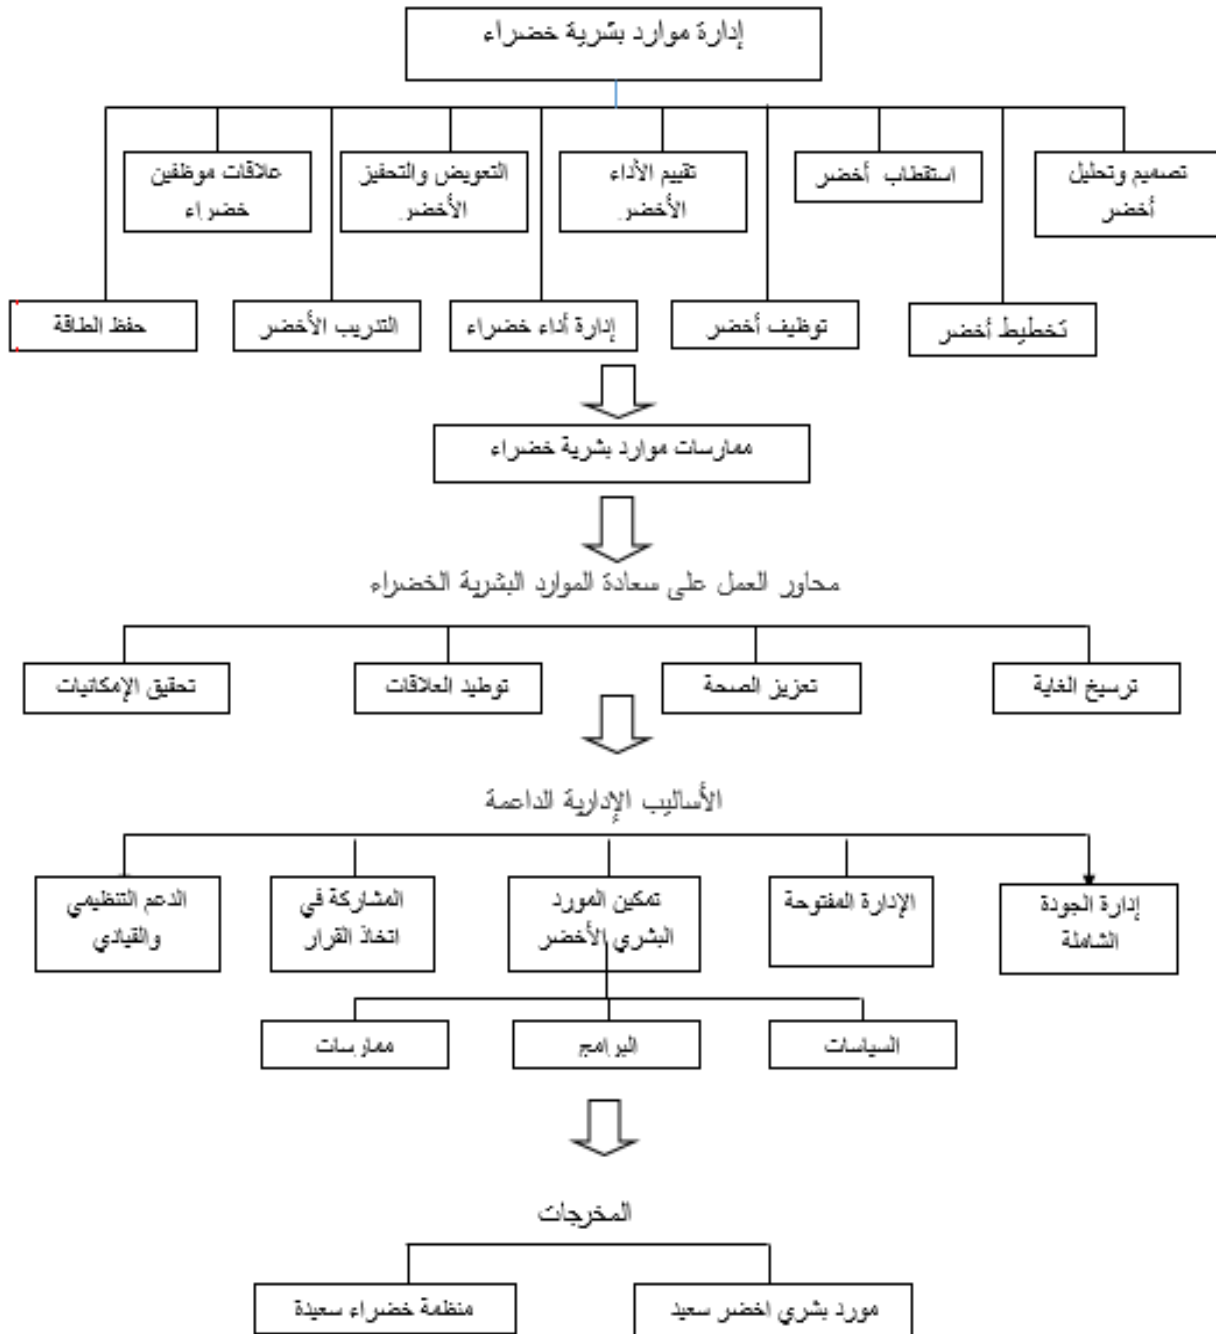 إدارة موارد بشرية خضراء
تصميم وتحليل
أخضر
استقطاب أخضر
تقييم الأداء
الأخضر
التعويض والتحفيز
الأخضر
علاقات موظفين
خضراء
تخطيط أخضر
توظيف أخضر
إدارة أداء خضراء
التدريب الأخضر
حفظ الطاقة
ممارسات موارد بشرية خضراء
محاور العمل على سعادة الموارد البشرية الخضراء
ترسيخ الغاية
تعزيز الصحة
توطيد العلاقات
تحقيق الإمكانيات
الأساليب الإدارية الداعمة
إدارة الجودة
الشاملة
الإدارة المفتوحة
تمكين المورد
البشري الأخضر
المشاركة في
اتخاذ القرار
الدعم التنظيمي
والقيادي
السياسات
البرامج
ممارسات
المخرجات
مورد بشري اخضر سعيد
منظمة خضراء سعيدة